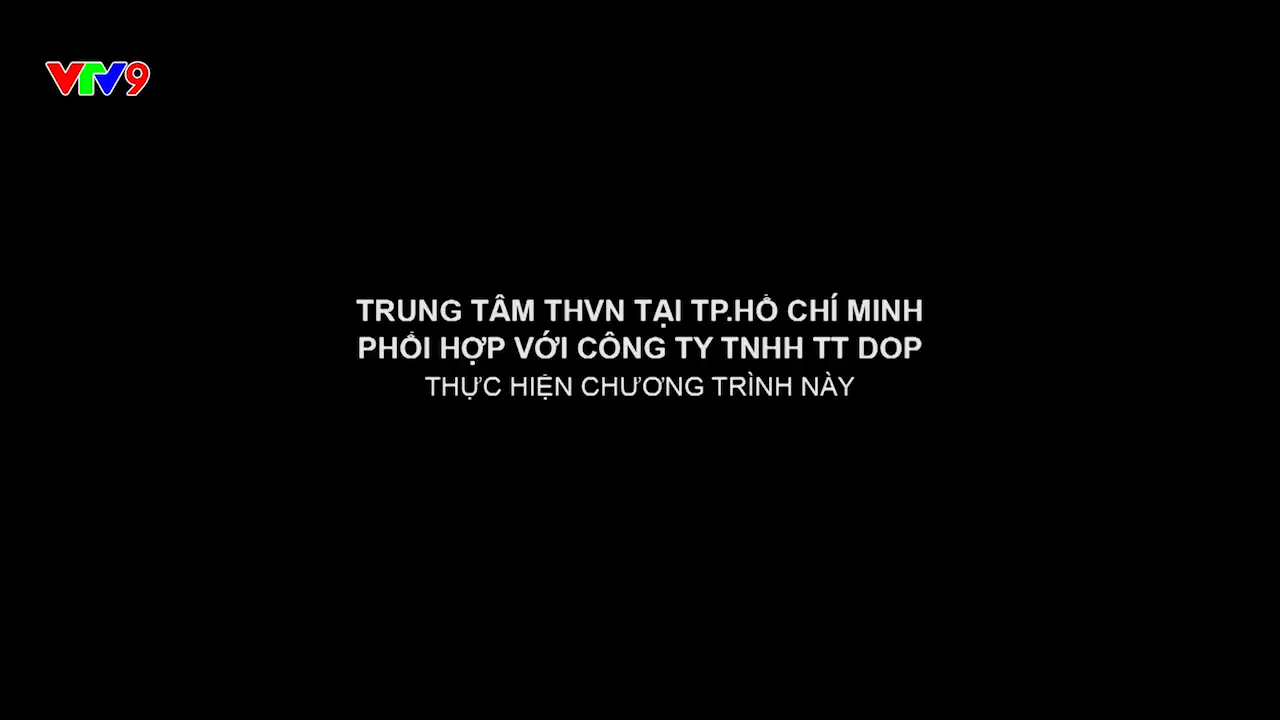 VTV9
TRUNG TÂM THVN TẠI TP.HỒ CHÍ MINH
PHỐI HỢP VỚI CÔNG TY TNHH TT DOP
THỰC HIỆN CHƯƠNG TRÌNH NÀY